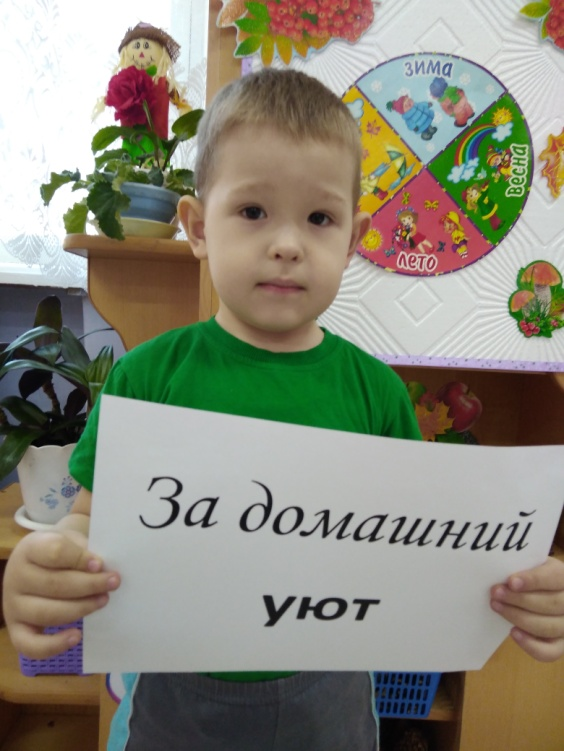 ЗИМА
весна
лето
За домашний
уют